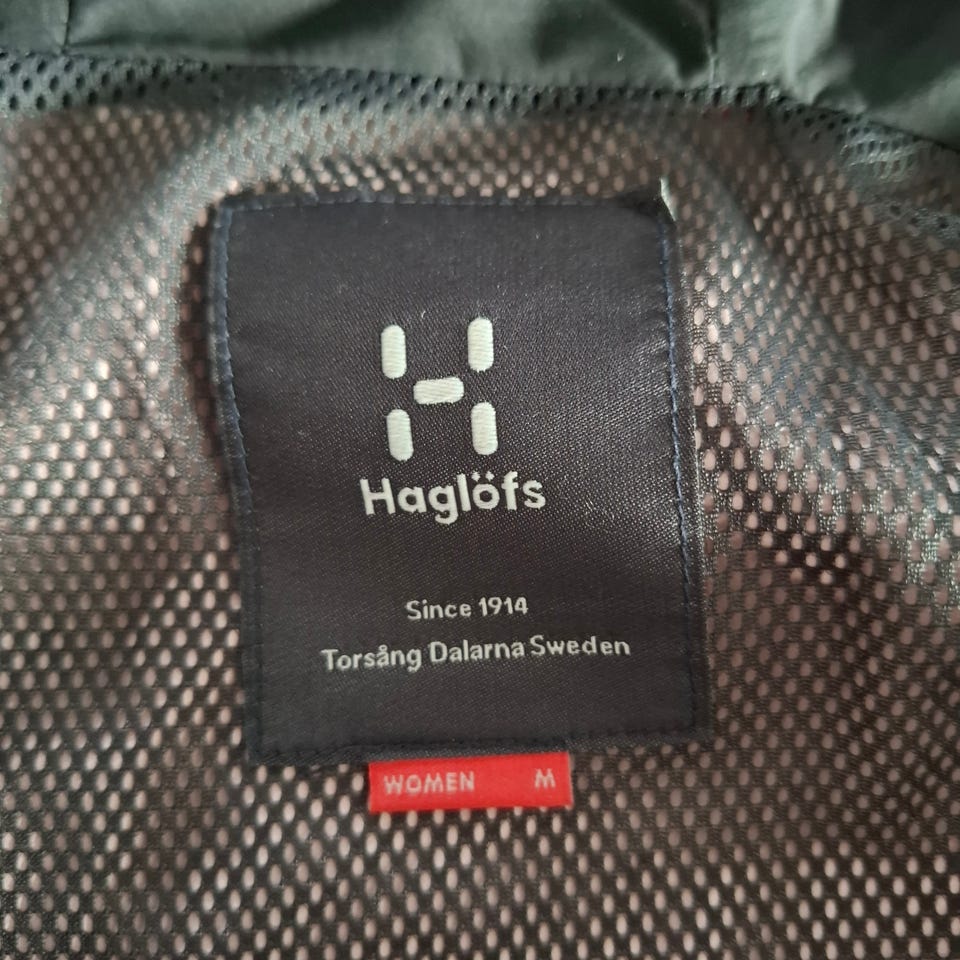 Haglöfs
Since 1914
Torsång Dalarna Sweden
WOMEN M